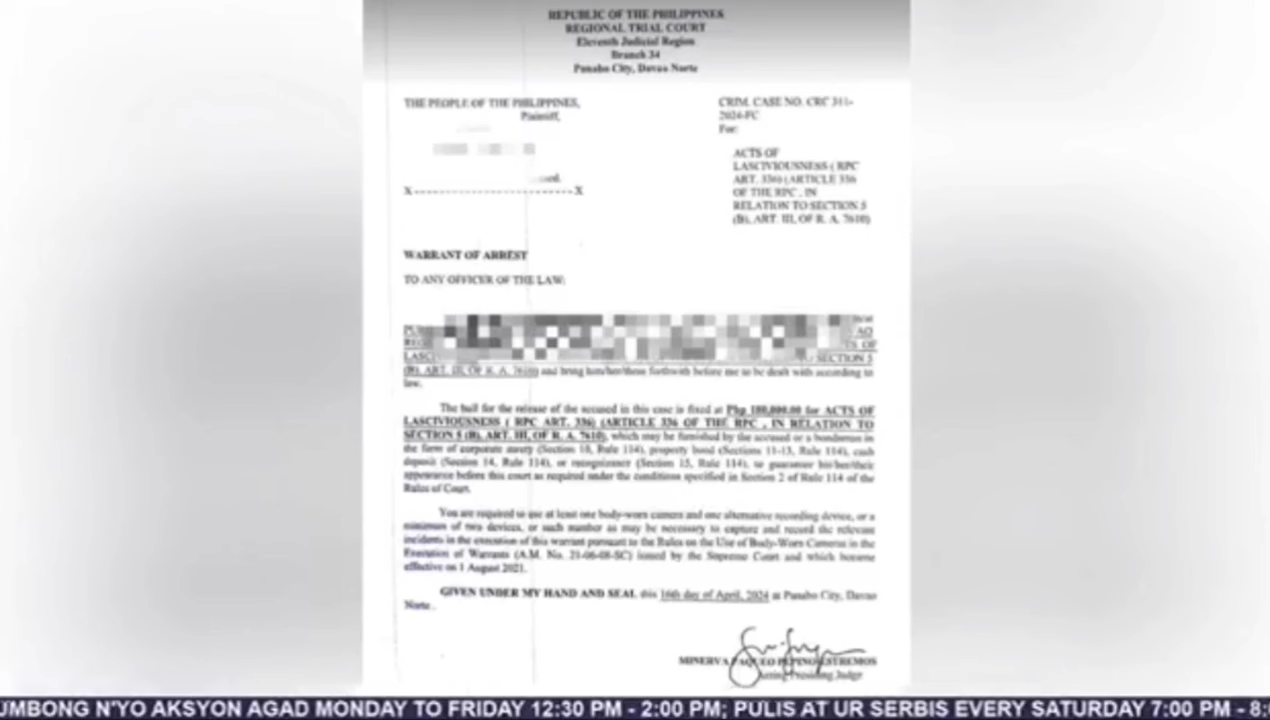 REPUBLIC OF THE PHILIPPINES
REGIONAL TRIAL COURT
Eleventh Judicial Region
Branch 34
Panabo City, Davao Norte
THE PEOPLE OF THE PHILIPPINES,
Plaintiff,
CRIM. CASE NO. CRC 311-
2024-FC
For:
ACTS OF
LASCIVIOUSNESS ( RPC
ART. 336) (ARTICLE 336
OF THE RPC , IN
RELATION TO SECTION 5
(B), ART. III, OF R. A. 7610)
X-----------------------------X
WARRANT OF ARREST
TO ANY OFFICER OF THE LAW:
SECTION 5
(B), ART. III, OF R. A. 7610) and bring him/her/those forthwith before me to be dealt with according to
law.
The bail for the release of the accused in this case is fixed at Php 180,000.00 for ACTS OF
LASCIVIOUSNESS ( RPC ART. 336) (ARTICLE 336 OF THE RPC , IN RELATION TO
SECTION 5 (B), ART. III, OF R. A. 7610), which may be furnished by the accused or a bondsman in
the form of corporate surety (Section 10, Rule 114), property bond (Sections 11-13, Rule 114), cash
deposit (Section 14, Rule 114), or recognizance (Section 15, Rule 114), to guarantee his/her/their
appearance before this court as required under the conditions specified in Section 2 of Rule 114 of the
Rules of Court.
You are required to use at least one body-worn camera and one alternative recording device, or a
minimum of two devices, or such number as may be necessary to capture and record the relevant
incidents in the execution of this warrant pursuant to the Rules on the Use of Body-Worn Cameras in the
Execution of Warrants (A.M. No. 21-06-08-SC) issued by the Supreme Court and which became
effective on 1 August 2021.
GIVEN UNDER MY HAND AND SEAL this 16th day of April, 2024 at Panabo City, Davao
Norte .
MINERVA PEPINO ESTREMOS
Acting Presiding Judge
UMBONG N'YO AKSYON AGAD MONDAY TO FRIDAY 12:30 PM - 2:00 PM; PULIS AT UR SERBIS EVERY SATURDAY 7:00 PM - 8: